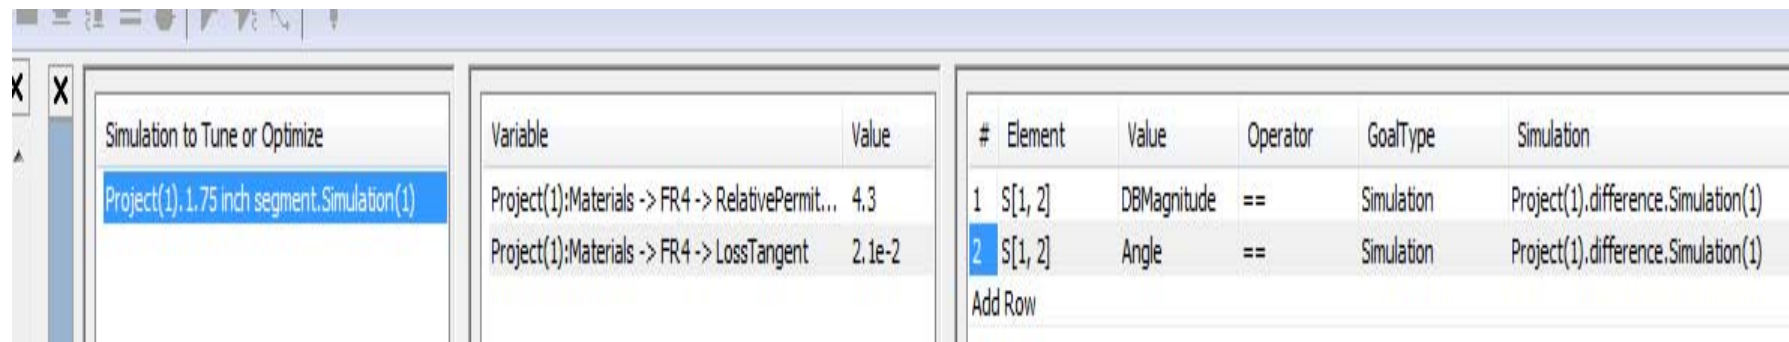 X X
Simulation to Tune or Optimize
Project(1).1.75 inch segment.Simulation(1)
Variable Value
Project(1):Materials -> FR4 -> RelativePermit... 4.3
Project(1):Materials -> FR4 -> LossTangent 2.1e-2
# Element Value Operator GoalType Simulation
1 S[1, 2] DBMagnitude == Simulation Project(1).difference.Simulation(1)
2 S[1, 2] Angle == Simulation Project(1).difference.Simulation(1)
Add Row